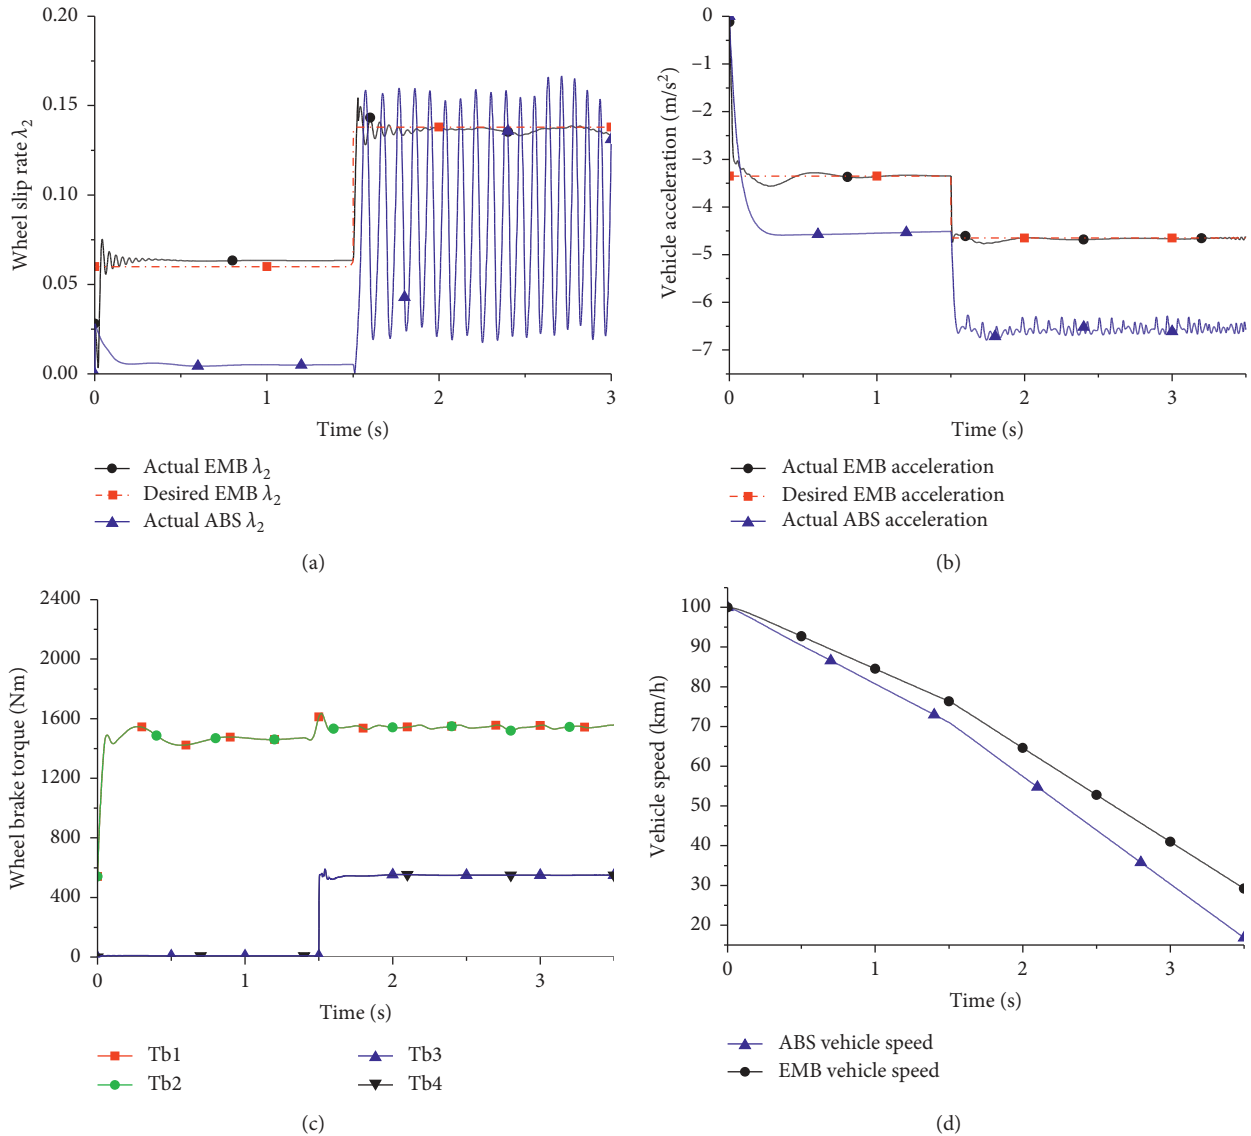 0.20
0.15
0.10
0.05
0.00
Wheel slip rate λ2
0 1 2 3
Time (s)
Actual EMB λ2
Desired EMB λ2
Actual ABS λ2
(a)
0
–1
–2
–3
–4
–5
–6
–7
Vehicle acceleration (m/s2)
0 1 2 3
Time (s)
Actual EMB acceleration
Desired EMB acceleration
Actual ABS acceleration
(b)
2400
2000
1600
1200
800
400
0
Wheel brake torque (Nm)
0 1 2 3
Time (s)
Tb1 Tb3
Tb2 Tb4
(c)
100
90
80
70
60
50
40
30
20
Vehicle speed (km/h)
0 1 2 3
Time (s)
ABS vehicle speed
EMB vehicle speed
(d)